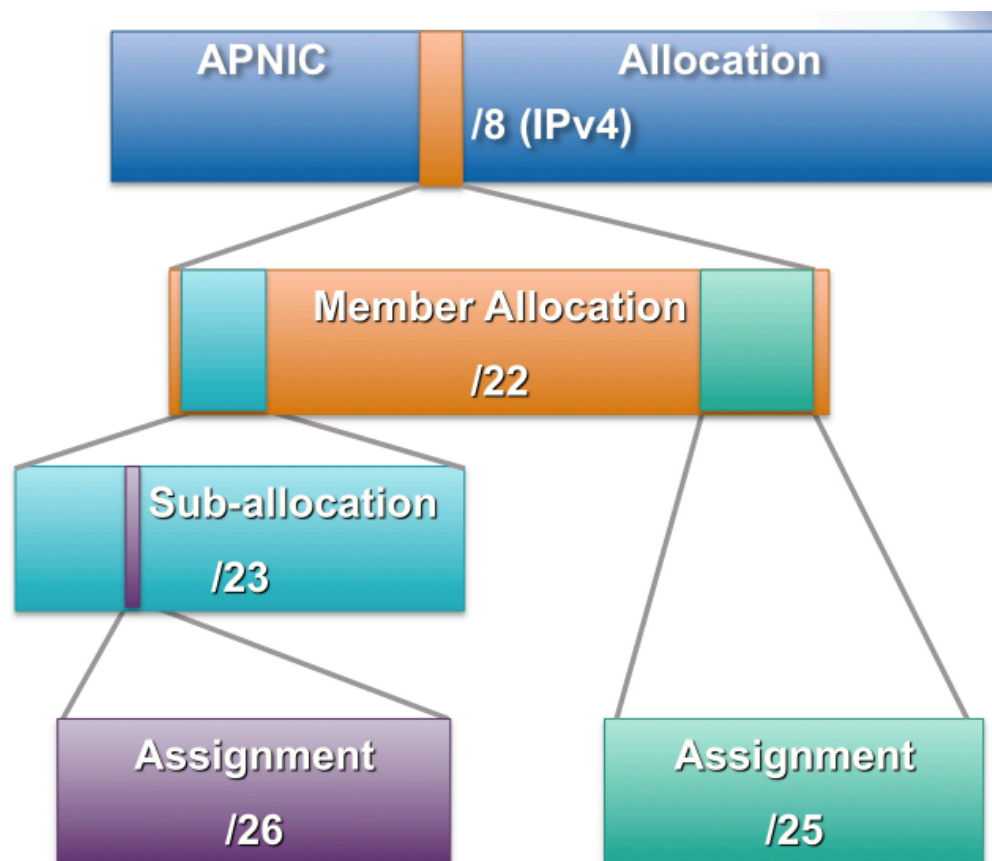 APNIC Allocation
/8 (IPv4)
Member Allocation
/22
Sub-allocation
/23
Assignment
/26
Assignment
/25